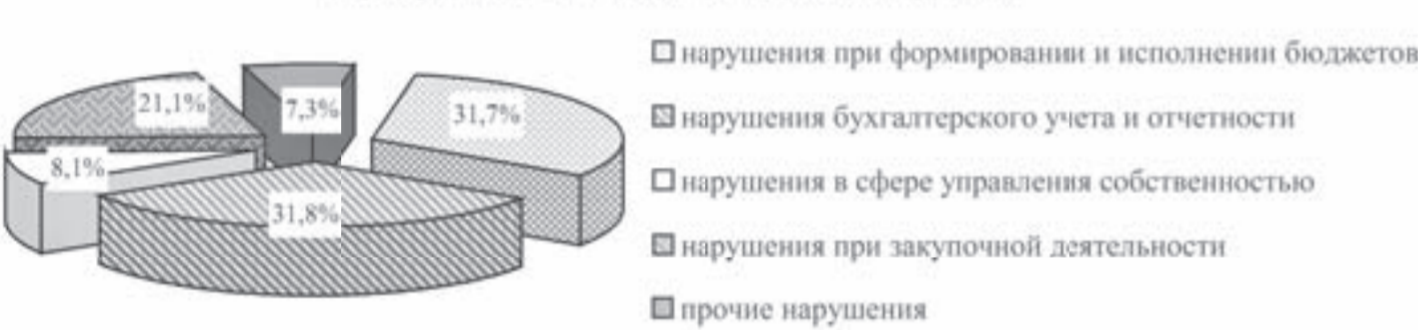 21,1%
7,3%
31,7%
8,1%
31,8%
нарушения при формировании и исполнении бюджетов
нарушения бухгалтерского учета и отчетности
нарушения в сфере управления собственностью
нарушения при закупочной деятельности
прочие нарушения